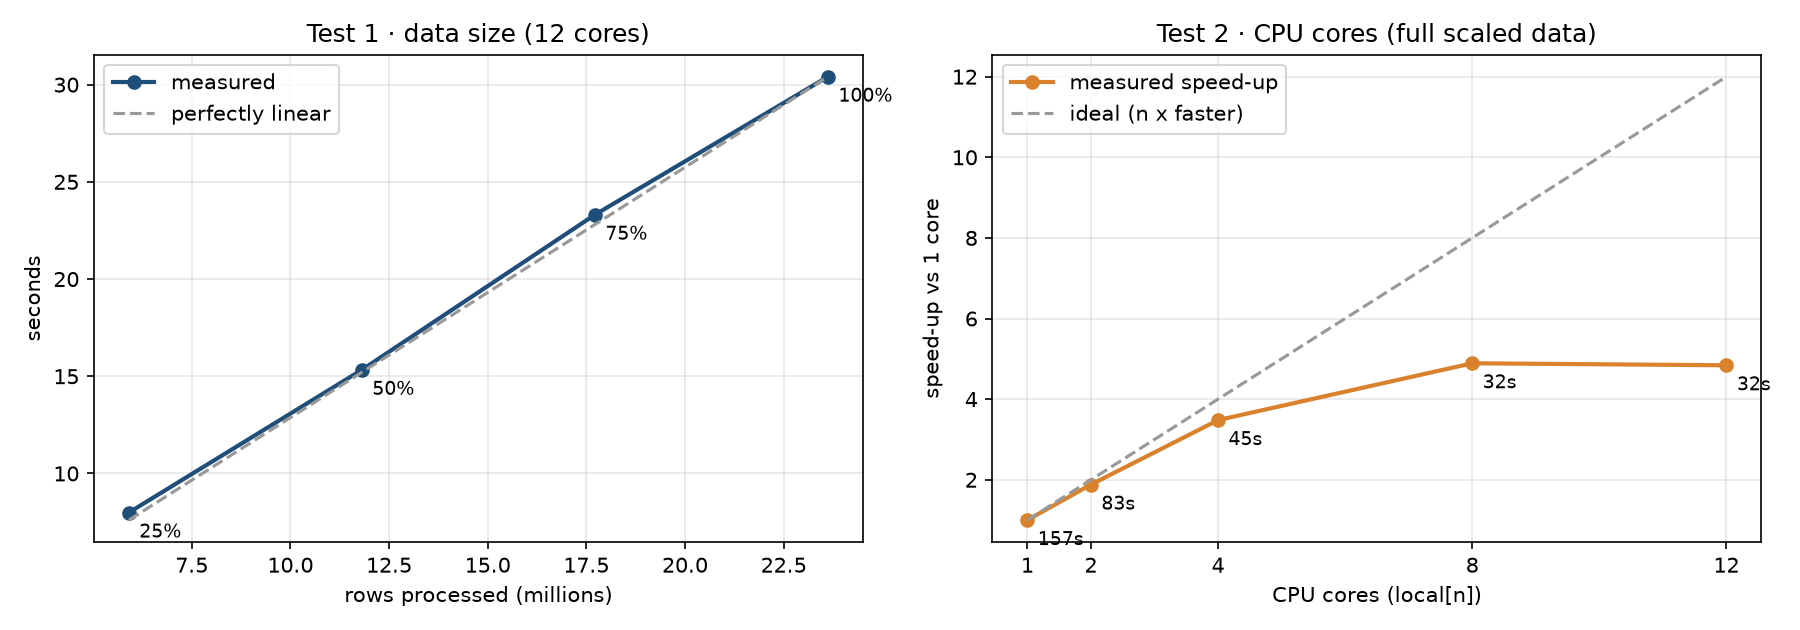 Test 1 · data size (12 cores)
measured
perfectly linear
30
25
20
15
10
seconds
25%
50%
75%
100%
7.5
10.0
12.5
15.0
17.5
20.0
22.5
rows processed (millions)
Test 2 · CPU cores (full scaled data)
measured speed-up
ideal (n x faster)
12
10
8
6
4
2
speed-up vs 1 core
157s
83s
45s
32s
32s
1
2
4
8
12
CPU cores (local[n])